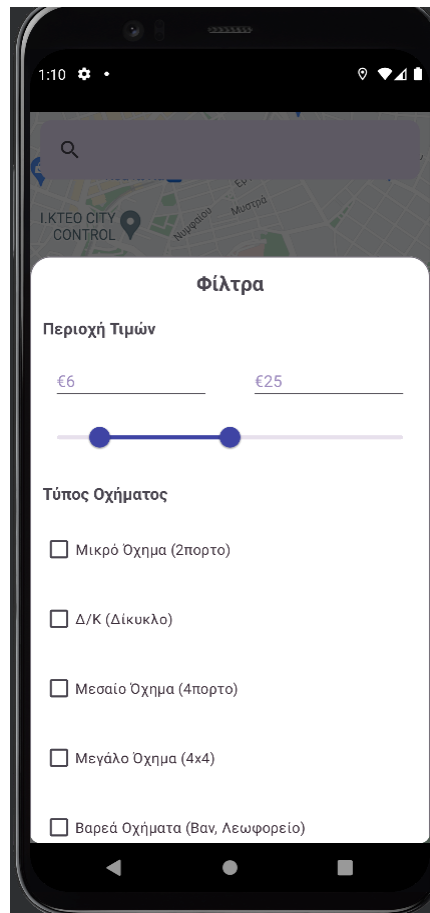 1:10
I.KTEO CITY
CONTROL
Νυμφαίου
Μυστρα
Φίλτρα
Περιοχή Τιμών
€6
€25
Τύπος Οχήματος
Μικρό Όχημα (2πορτο)
Δ/Κ (Δίκυκλο)
Μεσαίο Όχημα (4πορτο)
Μεγάλο Όχημα (4x4)
Βαρεά Οχήματα (Βαν, Λεωφορείο)